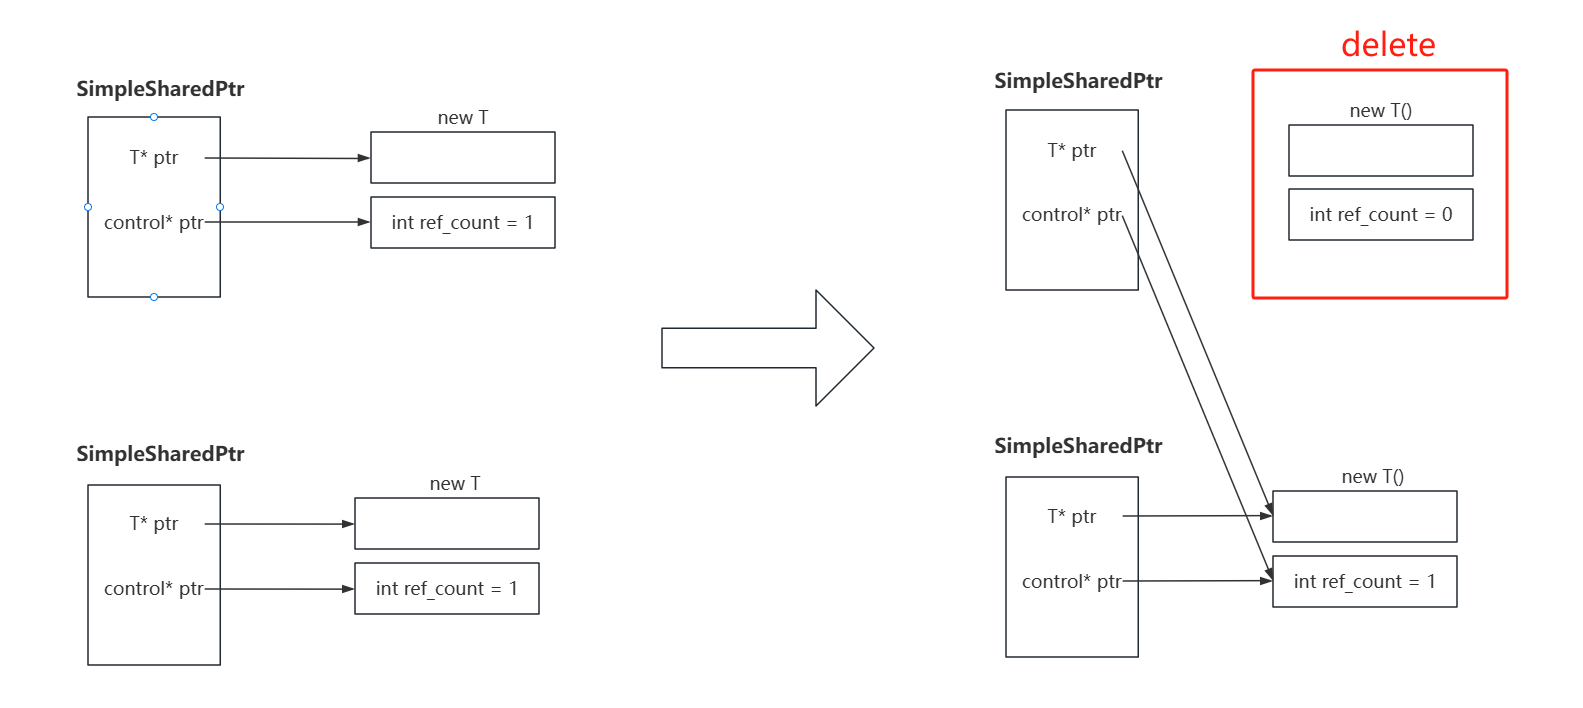 SimpleSharedPtr
new T
T* ptr
control* ptr
int ref_count = 1
SimpleSharedPtr
new T
T* ptr
control* ptr
int ref_count = 1
delete
SimpleSharedPtr
new T()
T* ptr
control* ptr
int ref_count = 0
SimpleSharedPtr
new T()
T* ptr
control* ptr
int ref_count = 1